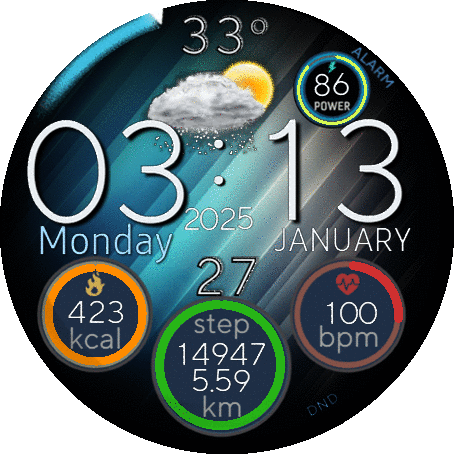 33°
ALARM
86
POWER
03:13
2025
Monday
JANUARY
27
423
kcal
step
14947
5.59
km
100
bpm
DND